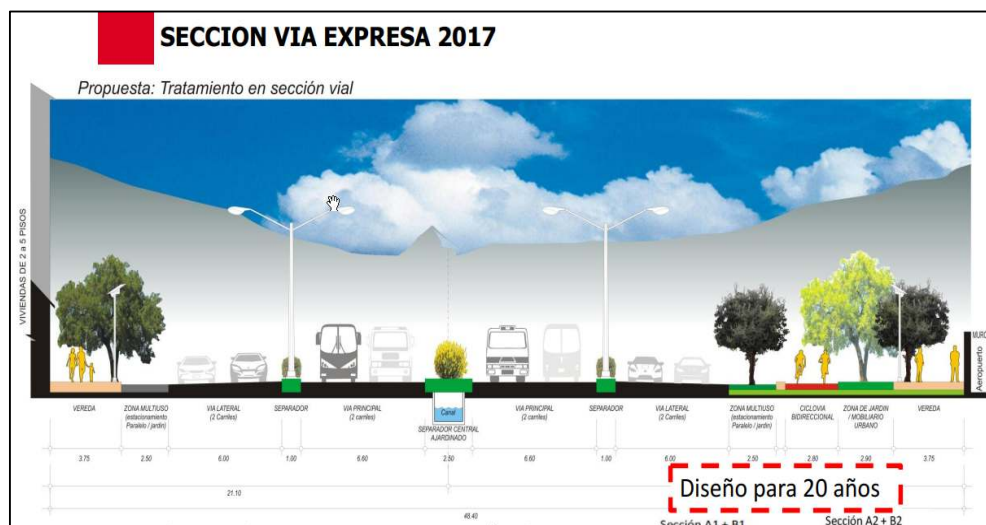 SECCION VIA EXPRESA 2017
Propuesta: Tratamiento en sección vial
VIVIENDAS DE 2 a 5 PISOS
MURO
Aeropuerto
Canal
VEREDA
ZONA MULTIUSO
(estacionamiento
Paralelo / jardin)
VIA LATERAL
(2 Carriles)
SEPARADOR
VIA PRINCIPAL
(2 carriles)
SEPARADOR CENTRAL
AJARDINADO
VIA PRINCIPAL
(2 carriles)
SEPARADOR
VIA LATERAL
(2 Carriles)
ZONA MULTIUSO
(estacionamiento
Paralelo / jardin)
CICLOVIA
BIDIRECCIONAL
ZONA DE JARDIN
/ MOBILIARIO
URBANO
VEREDA
3.75 2.50 6.00 1.00 6.60 2.50 6.60 1.00 6.00 2.50 2.80 2.90 3.75
21.10
48.40
Diseño para 20 años
Sección A1 + B1
Sección A2 + B2